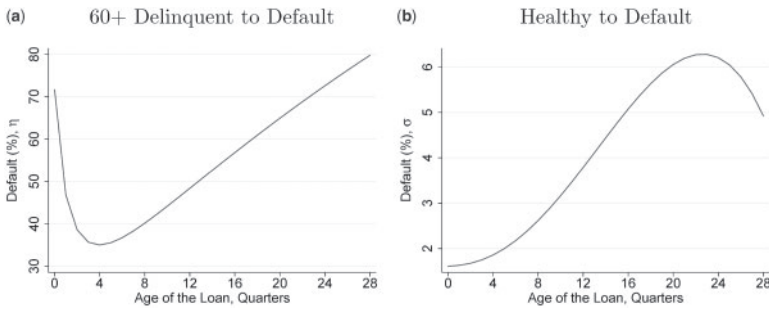 (a) 60+ Delinquent to Default
80
70
60
50
40
30
Default (%), η
0 4 8 12 16 20 24 28
Age of the Loan, Quarters
(b) Healthy to Default
6
5
4
3
2
Default (%), σ
0 4 8 12 16 20 24 28
Age of the Loan, Quarters